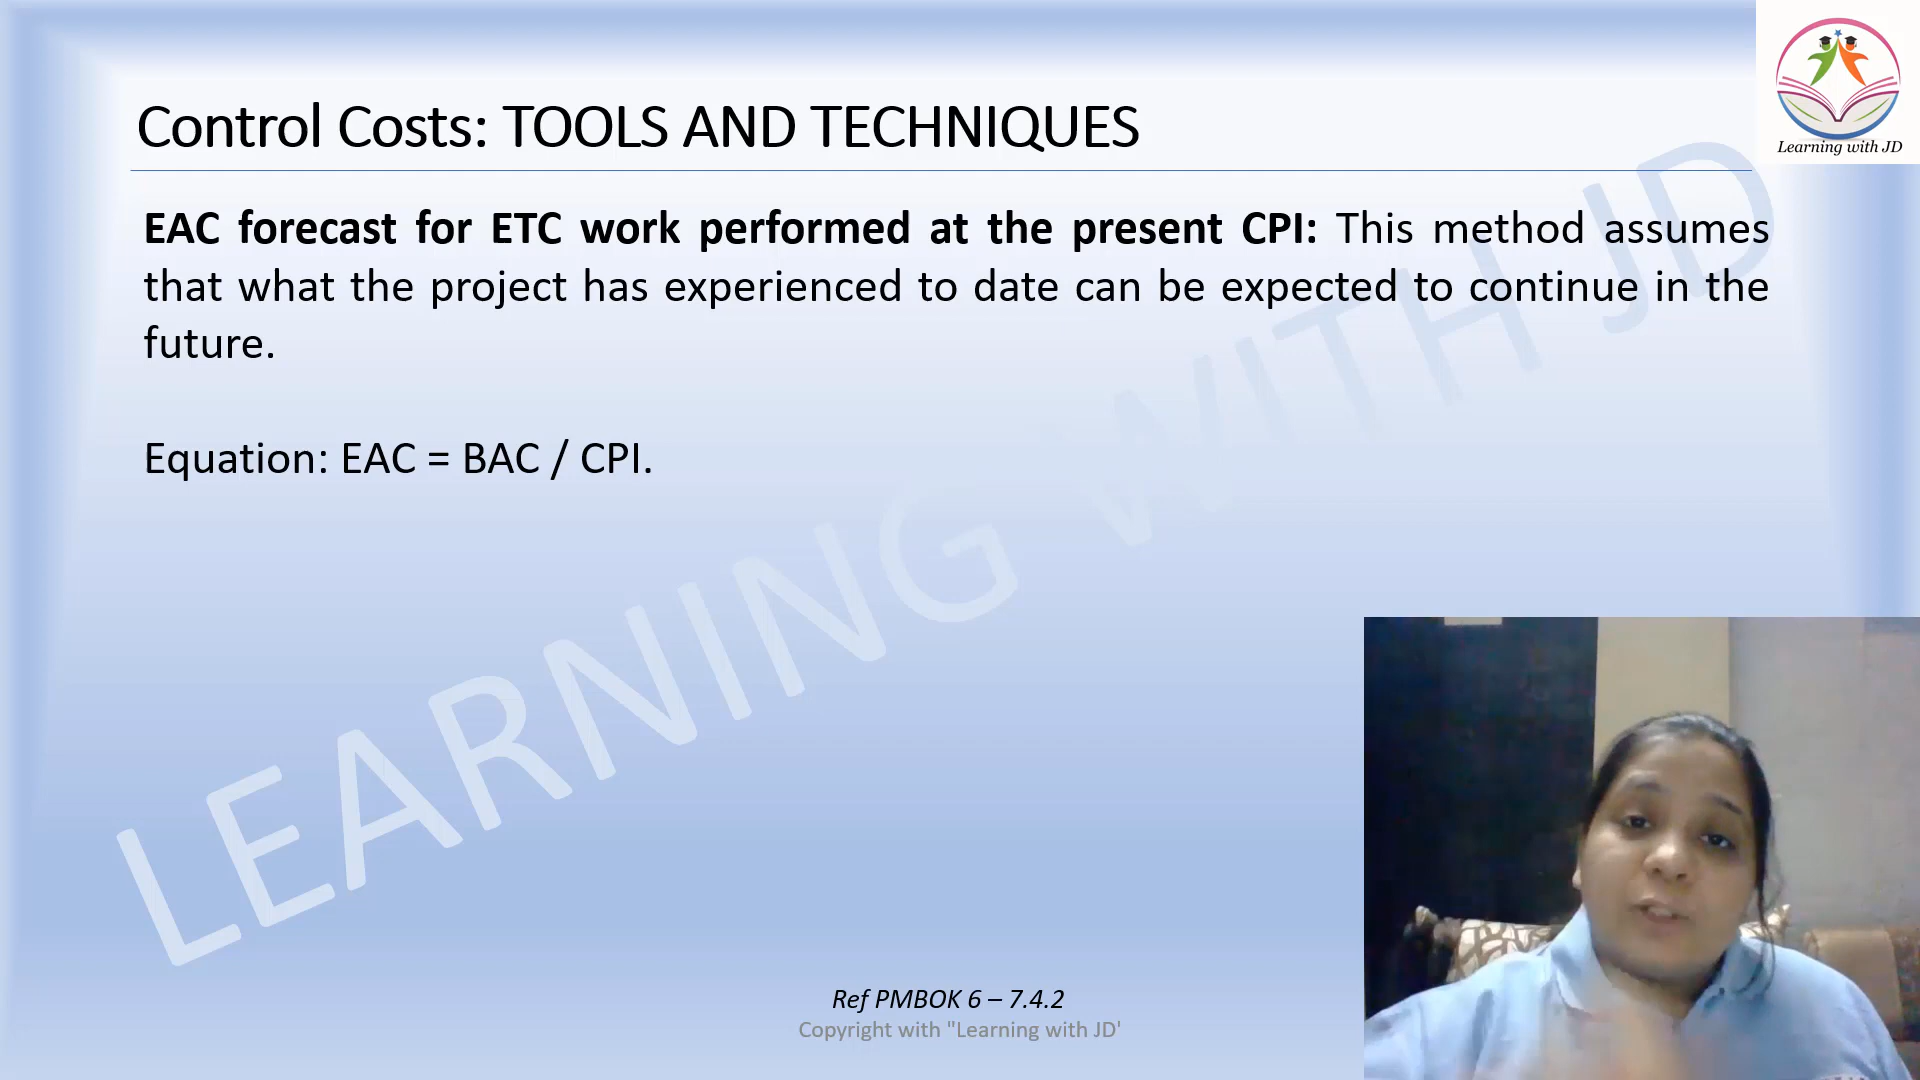 Learning with JD
Control Costs: TOOLS AND TECHNIQUES
EAC forecast for ETC work performed at the present CPI: This method assumes
that what the project has experienced to date can be expected to continue in the
future.
Equation: EAC = BAC / CPI.
LEARNING WITH JD
Ref PMBOK 6 – 7.4.2
Copyright with "Learning with JD'